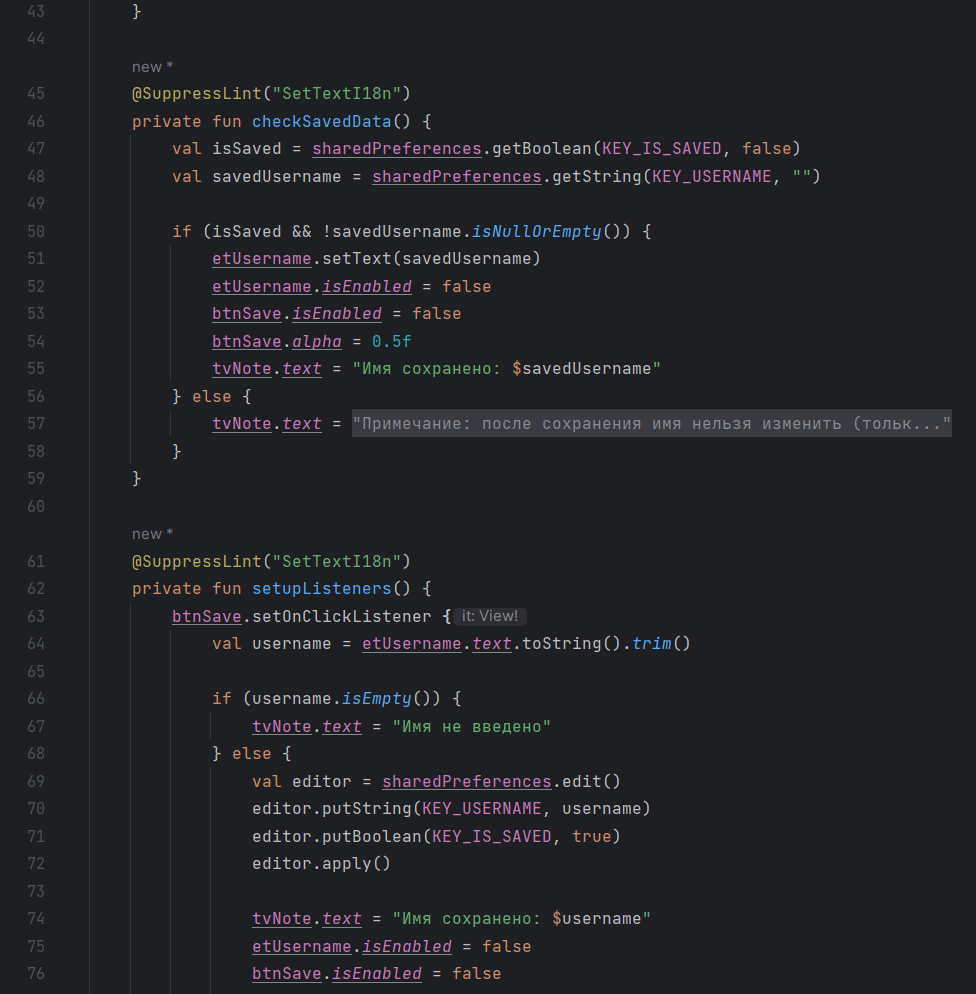 43 }
44
new *
45 @SuppressLint("SetTextI18n")
46 private fun checkSavedData() {
47 val isSaved = sharedPreferences.getBoolean(KEY_IS_SAVED, false)
48 val savedUsername = sharedPreferences.getString(KEY_USERNAME, "")
49
50 if (isSaved && !savedUsername.isNullOrEmpty()) {
51 etUsername.setText(savedUsername)
52 etUsername.isEnabled = false
53 btnSave.isEnabled = false
54 btnSave.alpha = 0.5f
55 tvNote.text = "Имя сохранено: $savedUsername"
56 } else {
57 tvNote.text = "Примечание: после сохранения имя нельзя изменить (тольк..."
58 }
59 }
60
new *
61 @SuppressLint("SetTextI18n")
62 private fun setupListeners() {
63 btnSave.setOnClickListener { it: View!
64 val username = etUsername.text.toString().trim()
65
66 if (username.isEmpty()) {
67 tvNote.text = "Имя не введено"
68 } else {
69 val editor = sharedPreferences.edit()
70 editor.putString(KEY_USERNAME, username)
71 editor.putBoolean(KEY_IS_SAVED, true)
72 editor.apply()
73
74 tvNote.text = "Имя сохранено: $username"
75 etUsername.isEnabled = false
76 btnSave.isEnabled = false